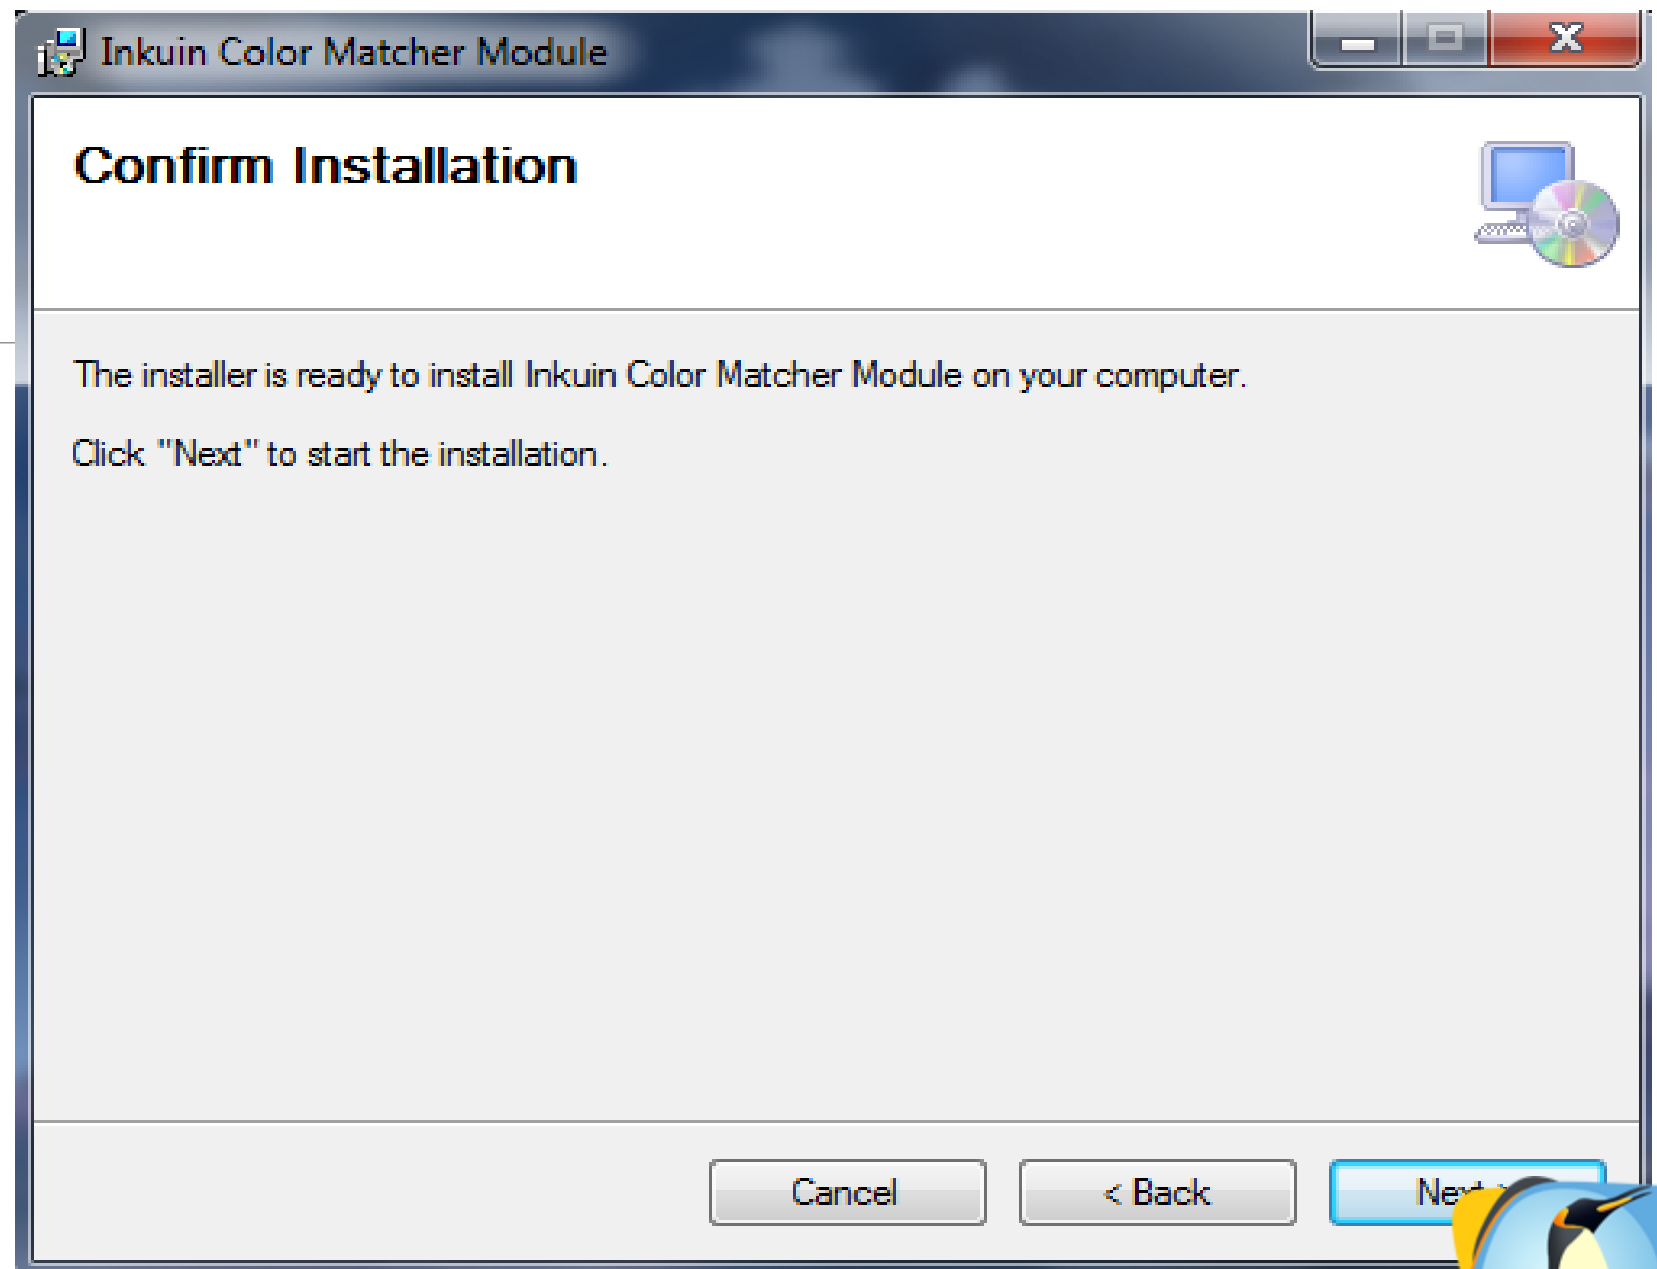 Inkuin Color Matcher Module
Confirm Installation
The installer is ready to install Inkuin Color Matcher Module on your computer.
Click "Next" to start the installation.
Cancel
< Back
Next >